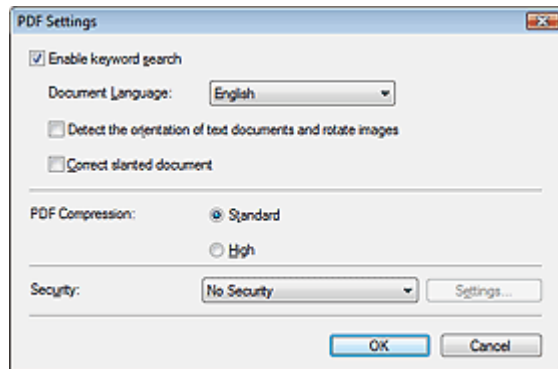 PDF Settings
Enable keyword search
Document Language: English
Detect the orientation of text documents and rotate images
Correct slanted document
PDF Compression: Standard
High
Security: No Security Settings...
OK Cancel